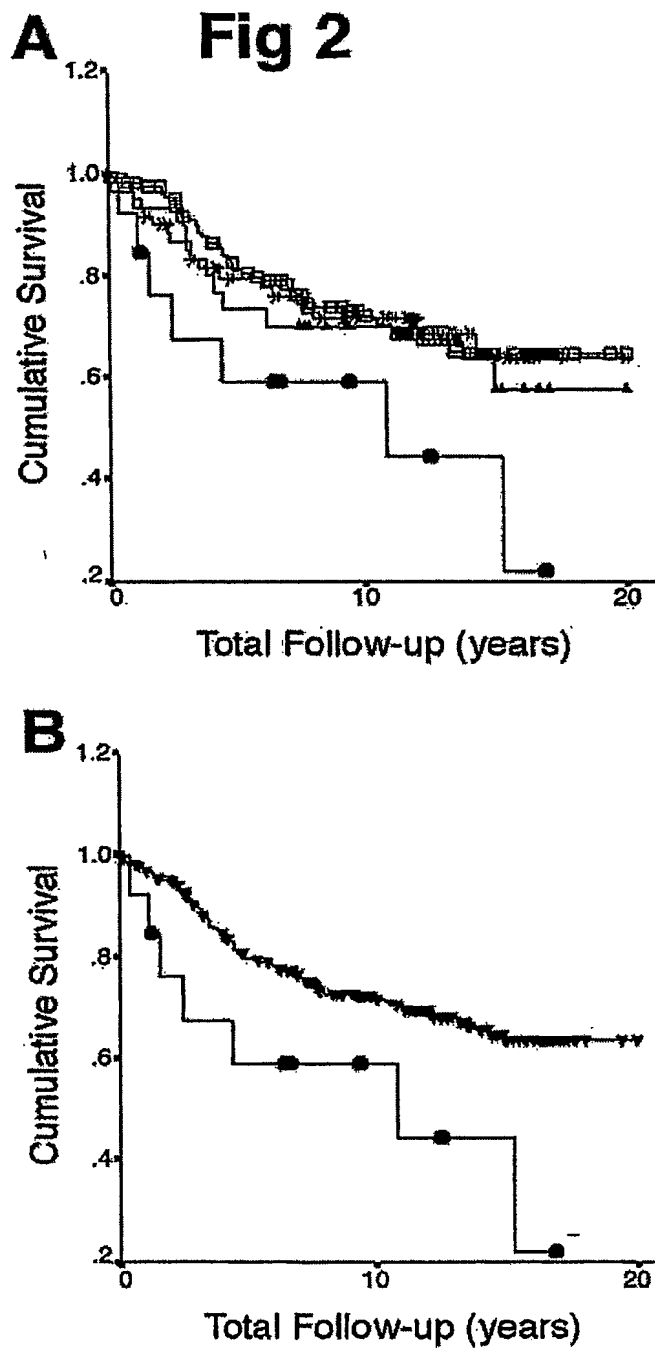 A Fig 2
1.2
1.0
.8
.6
.4
.2
Cumulative Survival
0 10 20
Total Follow-up (years)
B
1.2
1.0
.8
.6
.4
.2
Cumulative Survival
0 10 20
Total Follow-up (years)